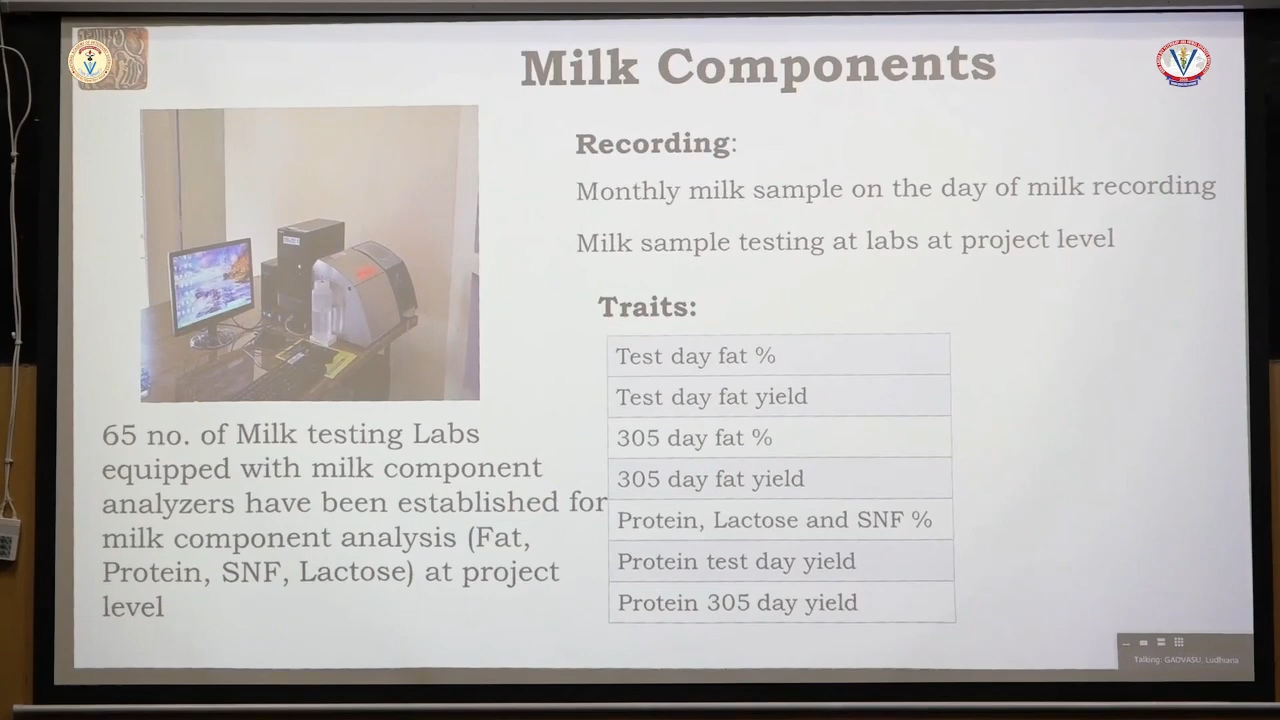 Milk Components
Recording:
Monthly milk sample on the day of milk recording
Milk sample testing at labs at project level
Traits:
Test day fat %
Test day fat yield
305 day fat %
305 day fat yield
Protein, Lactose and SNF %
Protein test day yield
Protein 305 day yield
65 no. of Milk testing Labs
equipped with milk component
analyzers have been established for
milk component analysis (Fat,
Protein, SNF, Lactose) at project
level
Talking: GADVASU, Ludhiana